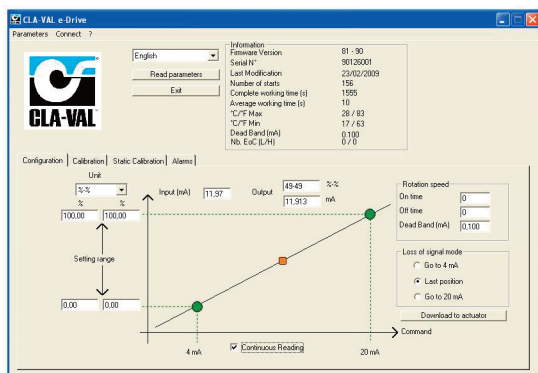 CLA-VAL e-Drive
Parameters Connect ?
CLA-VAL
English
Read parameters
Exit
Information
Firmware Version 81 - 90
Serial N° 90126001
Last Modification 23/02/2009
Number of starts 156
Complete working time (s) 1555
Average working time (s) 10
°C/°F Max 28 / 83
°C/°F Min 17 / 63
Dead Band (mA) 0.100
Nb. EoC (L/H) 0 / 0
Configuration Calibration Static Calibration Alarms
Unit
%-%
% %
100,00 100,00
Setting range
0,00 0,00
Input (mA) 11,97
Output 49-49 %-%
11,913 mA
4 mA
Continuous Reading
20 mA
Command
Rotation speed
On time 0
Off time 0
Dead Band (mA) 0,100
Loss of signal mode
Go to 4 mA
Last position
Go to 20 mA
Download to actuator